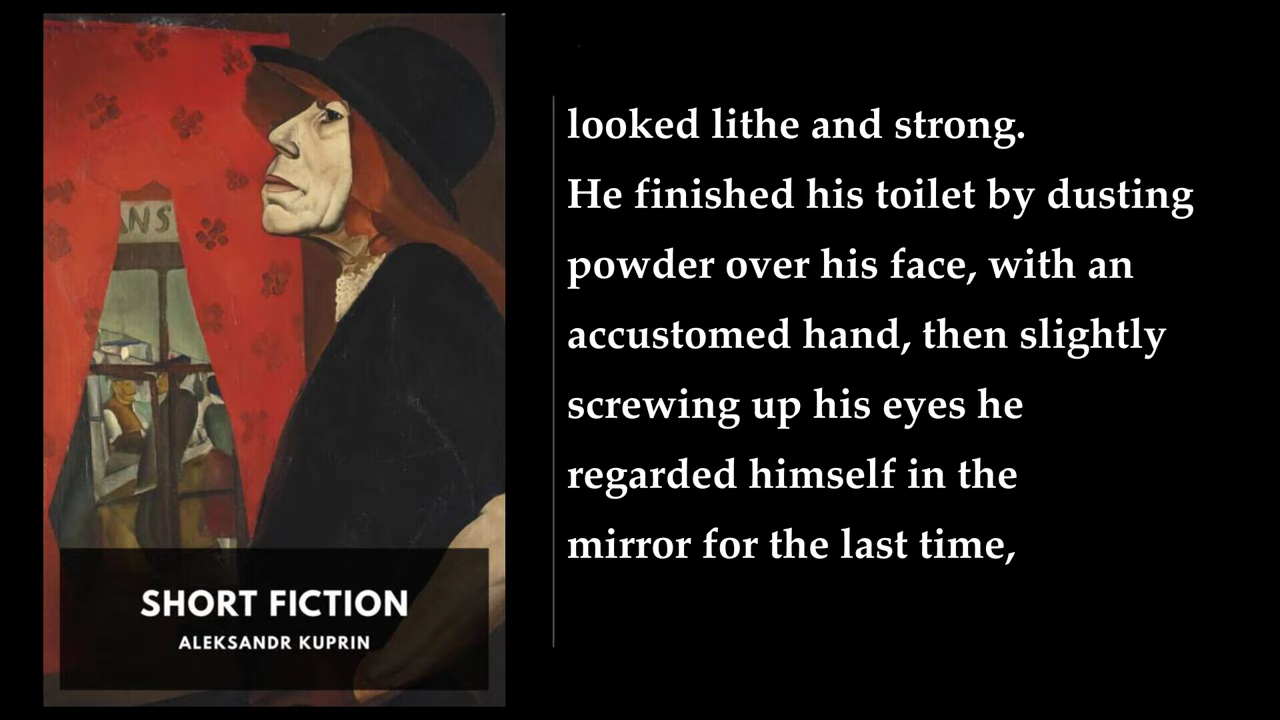 NS
SHORT FICTION
ALEKSANDR KUPRIN
looked lithe and strong.
He finished his toilet by dusting
powder over his face, with an
accustomed hand, then slightly
screwing up his eyes he
regarded himself in the
mirror for the last time,